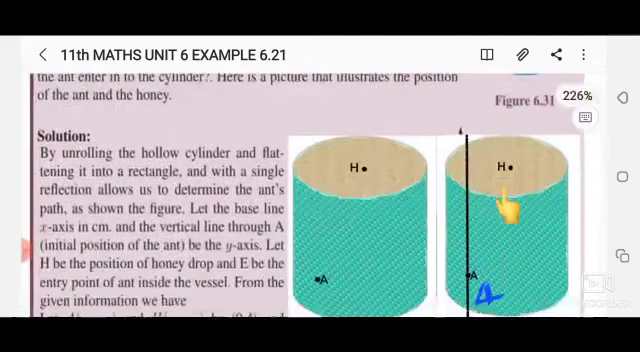 11th MATHS UNIT 6 EXAMPLE 6.21
the ant enter in to the cylinder?. Here is a picture that illustrates the position
of the ant and the honey.
Figure 6.31
226%
Solution:
By unrolling the hollow cylinder and flat-
tening it into a rectangle, and with a single
reflection allows us to determine the ant's
path, as shown the figure. Let the base line
x-axis in cm. and the vertical line through A
(initial position of the ant) be the y-axis. Let
H be the position of honey drop and E be the
entry point of ant inside the vessel. From the
given information we have
H
A
H
A
4
RECORDER